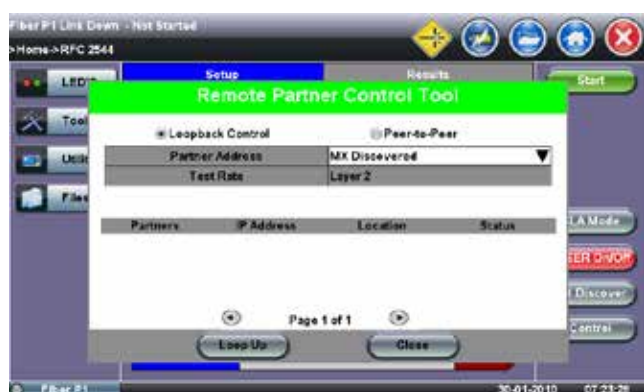 Fiber P1 Link Down - Not Started
>Home->RFC 2544
Setup
Results
Start
Remote Partner Control Tool
Loopback Control
Peer-to-Peer
Partner Address
MX Discovered
Test Rate
Layer 2
Partners
IP Address
Location
Status
Page 1 of 1
Loop Up
Close
Control
Fiber P1
30-01-2010
07:23:26